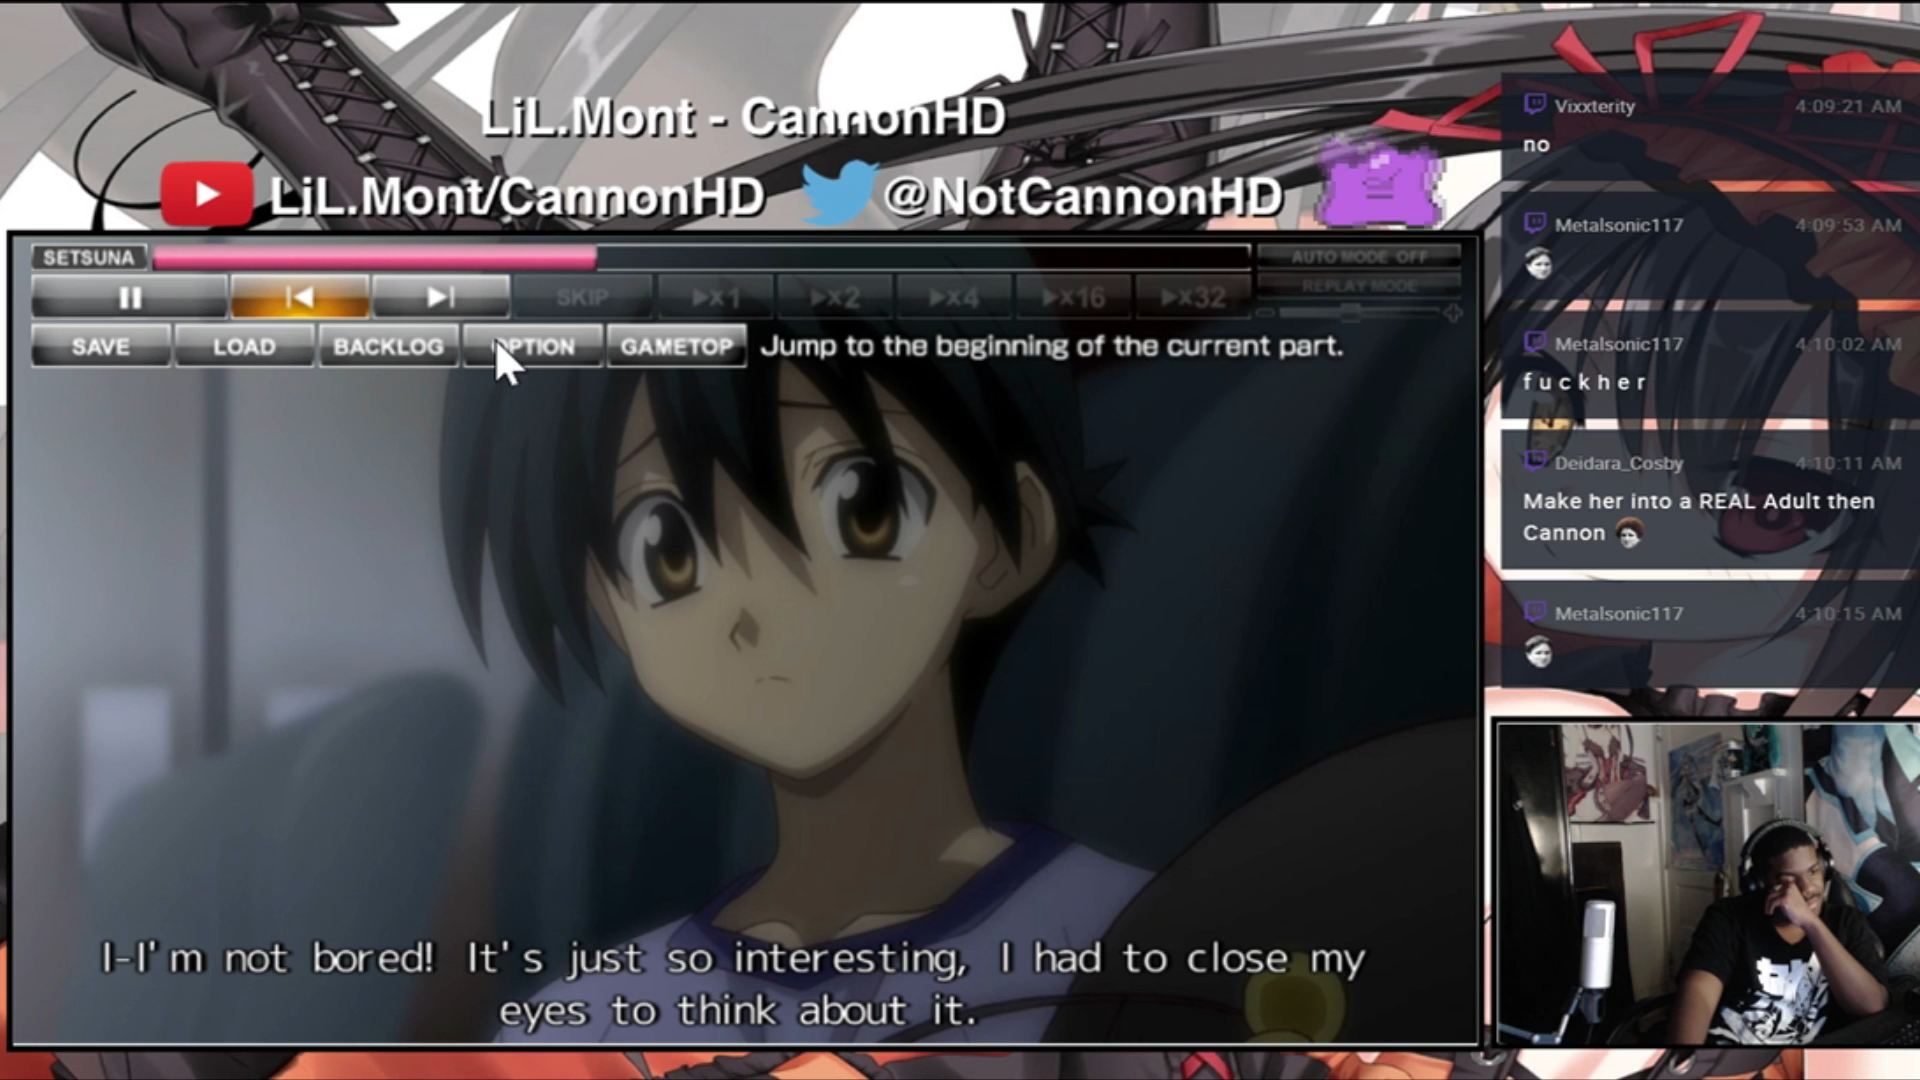 LiL.Mont - CannonHD
LiL.Mont/CannonHD @NotCannonHD
SETSUNA
AUTO MODE OFF
REPLAY MODE
SKIP ▶x1 ▶x2 ▶x4 ▶x16 ▶x32
SAVE LOAD BACKLOG OPTION GAMETOP Jump to the beginning of the current part.
I-I'm not bored! It's just so interesting, I had to close my
eyes to think about it.
Vixxterity 4:09:21 AM
no
Metalsonic117 4:09:53 AM
Metalsonic117 4:10:02 AM
f u c k h e r
Deidara_Cosby 4:10:11 AM
Make her into a REAL Adult then
Cannon
Metalsonic117 4:10:15 AM